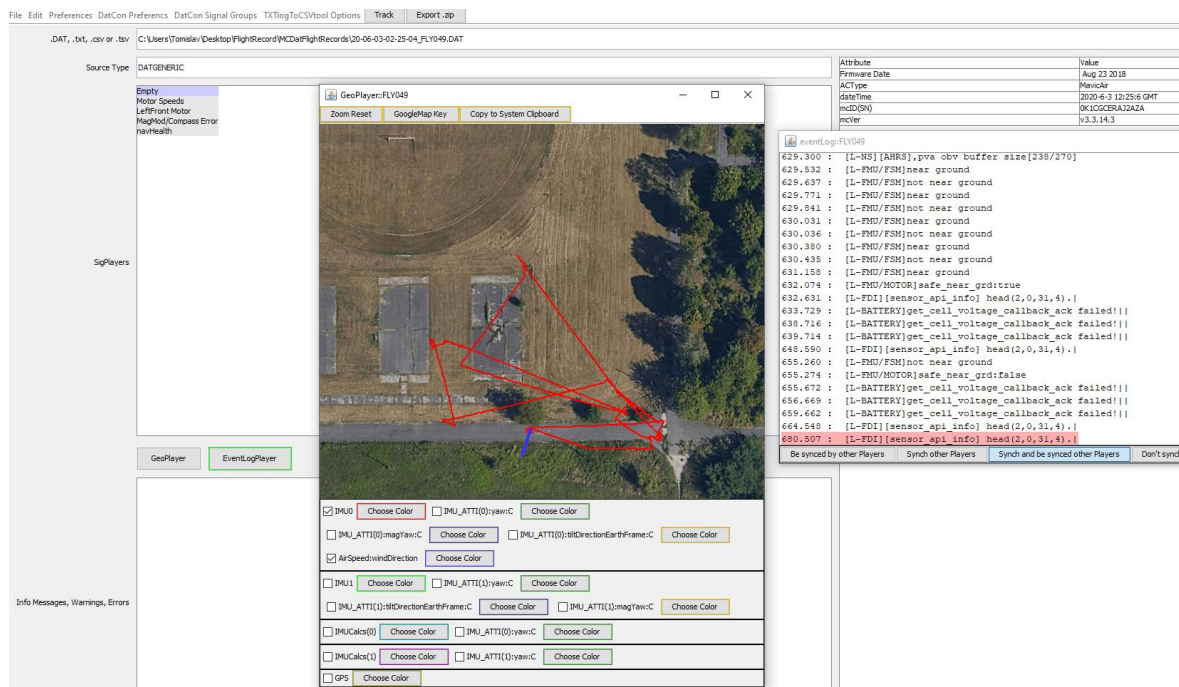 File Edit Preferences DatCon Preferencs DatCon Signal Groups TXTlogToCSVtool Options Track Export .zip
.DAT, .txt, .csv or .tsv C:\Users\Tomislav\Desktop\FlightRecord\MCDatFlightRecords\20-06-03-02-25-04_FLY049.DAT
Source Type DATGENERIC
Attribute Value
Firmware Date Aug 23 2018
ACType MavicAir
dateTime 2020-6-3 12:25:6 GMT
mcID(SN) 0K1CGCERAJ2AZA
mcVer v3.3.14.3
Empty
Motor Speeds
LeftFront Motor
MagMod/Compass Error
navHealth
SigPlayers
GeoPlayer EventLogPlayer
Info Messages, Warnings, Errors
GeoPlayer::FLY049
Zoom Reset GoogleMap Key Copy to System Clipboard
IMU0 Choose Color IMU_ATTI(0):yaw:C Choose Color
IMU_ATTI(0):magYaw:C Choose Color IMU_ATTI(0):tiltDirectionEarthFrame:C Choose Color
AirSpeed:windDirection Choose Color
IMU1 Choose Color IMU_ATTI(1):yaw:C Choose Color
IMU_ATTI(1):tiltDirectionEarthFrame:C Choose Color IMU_ATTI(1):magYaw:C Choose Color
IMUCalcs(0) Choose Color IMU_ATTI(0):yaw:C Choose Color
IMUCalcs(1) Choose Color IMU_ATTI(1):yaw:C Choose Color
GPS Choose Color
eventLog::FLY049
629.300 : [L-NS][AHRS],pva obv buffer size[238/270]
629.532 : [L-FMU/FSM]near ground
629.637 : [L-FMU/FSM]not near ground
629.771 : [L-FMU/FSM]near ground
629.841 : [L-FMU/FSM]not near ground
630.031 : [L-FMU/FSM]near ground
630.036 : [L-FMU/FSM]not near ground
630.380 : [L-FMU/FSM]near ground
630.435 : [L-FMU/FSM]not near ground
631.158 : [L-FMU/FSM]near ground
632.074 : [L-FMU/MOTOR]safe_near_grd:true
632.631 : [L-FDI][sensor_api_info] head(2,0,31,4).|
633.729 : [L-BATTERY]get_cell_voltage_callback_ack failed!||
638.716 : [L-BATTERY]get_cell_voltage_callback_ack failed!||
639.714 : [L-BATTERY]get_cell_voltage_callback_ack failed!||
648.590 : [L-FDI][sensor_api_info] head(2,0,31,4).|
655.260 : [L-FMU/FSM]not near ground
655.274 : [L-FMU/MOTOR]safe_near_grd:false
655.672 : [L-BATTERY]get_cell_voltage_callback_ack failed!||
656.669 : [L-BATTERY]get_cell_voltage_callback_ack failed!||
659.662 : [L-BATTERY]get_cell_voltage_callback_ack failed!||
664.548 : [L-FDI][sensor_api_info] head(2,0,31,4).|
680.507 : [L-FDI][sensor_api_info] head(2,0,31,4).|
Be synced by other Players Synch other Players Synch and be synced other Players Don't sync